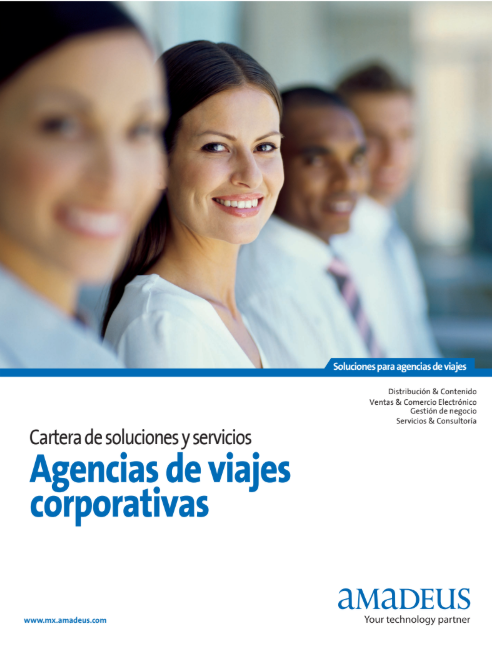 Soluciones para agencias de viajes
Distribución & Contenido
Ventas & Comercio Electrónico
Gestión de negocio
Servicios & Consultoría
Cartera de soluciones y servicios
Agencias de viajes
corporativas
amaDEUS
Your technology partner
www.mx.amadeus.com